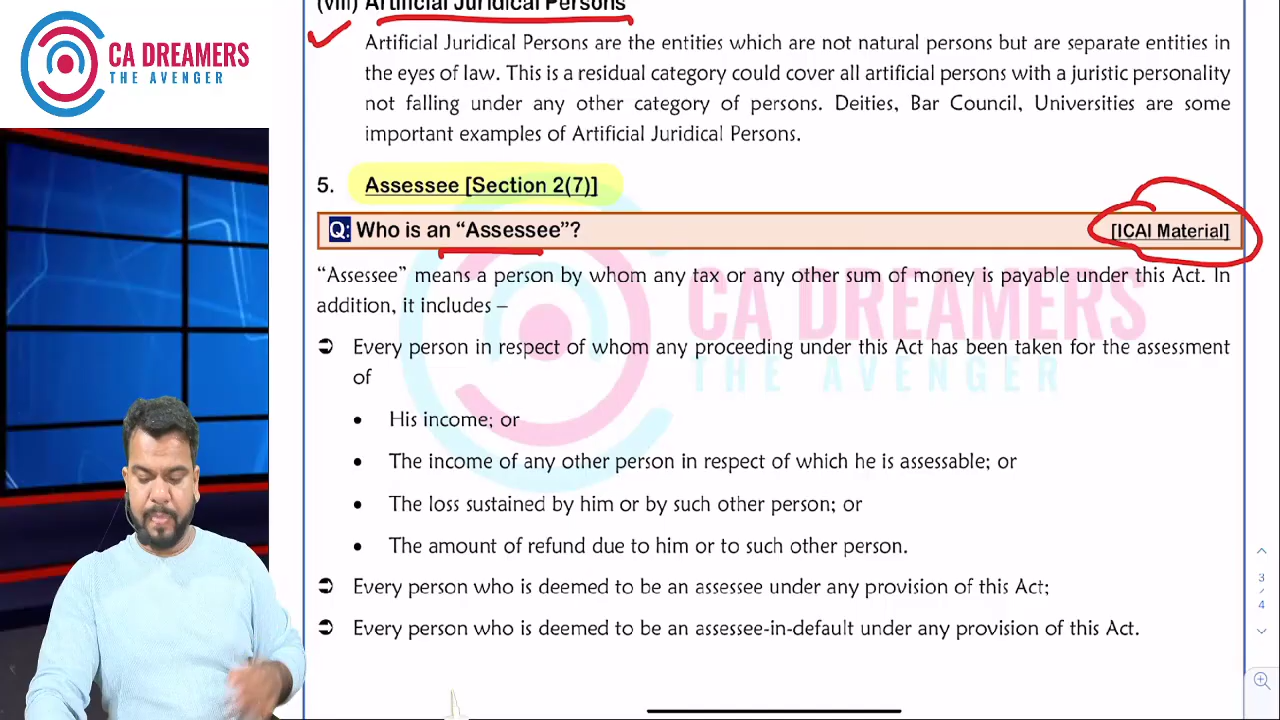 CA DREAMERS
THE AVENGER
(viii) Artificial Juridical Persons
Artificial Juridical Persons are the entities which are not natural persons but are separate entities in
the eyes of law. This is a residual category could cover all artificial persons with a juristic personality
not falling under any other category of persons. Deities, Bar Council, Universities are some
important examples of Artificial Juridical Persons.
5. Assessee [Section 2(7)]
Q: Who is an “Assessee”? [ICAI Material]
“Assessee” means a person by whom any tax or any other sum of money is payable under this Act. In
addition, it includes –
➲ Every person in respect of whom any proceeding under this Act has been taken for the assessment
of
• His income; or
• The income of any other person in respect of which he is assessable; or
• The loss sustained by him or by such other person; or
• The amount of refund due to him or to such other person.
➲ Every person who is deemed to be an assessee under any provision of this Act;
➲ Every person who is deemed to be an assessee-in-default under any provision of this Act.
CA DREAMERS
THE AVENGER
3
/
4